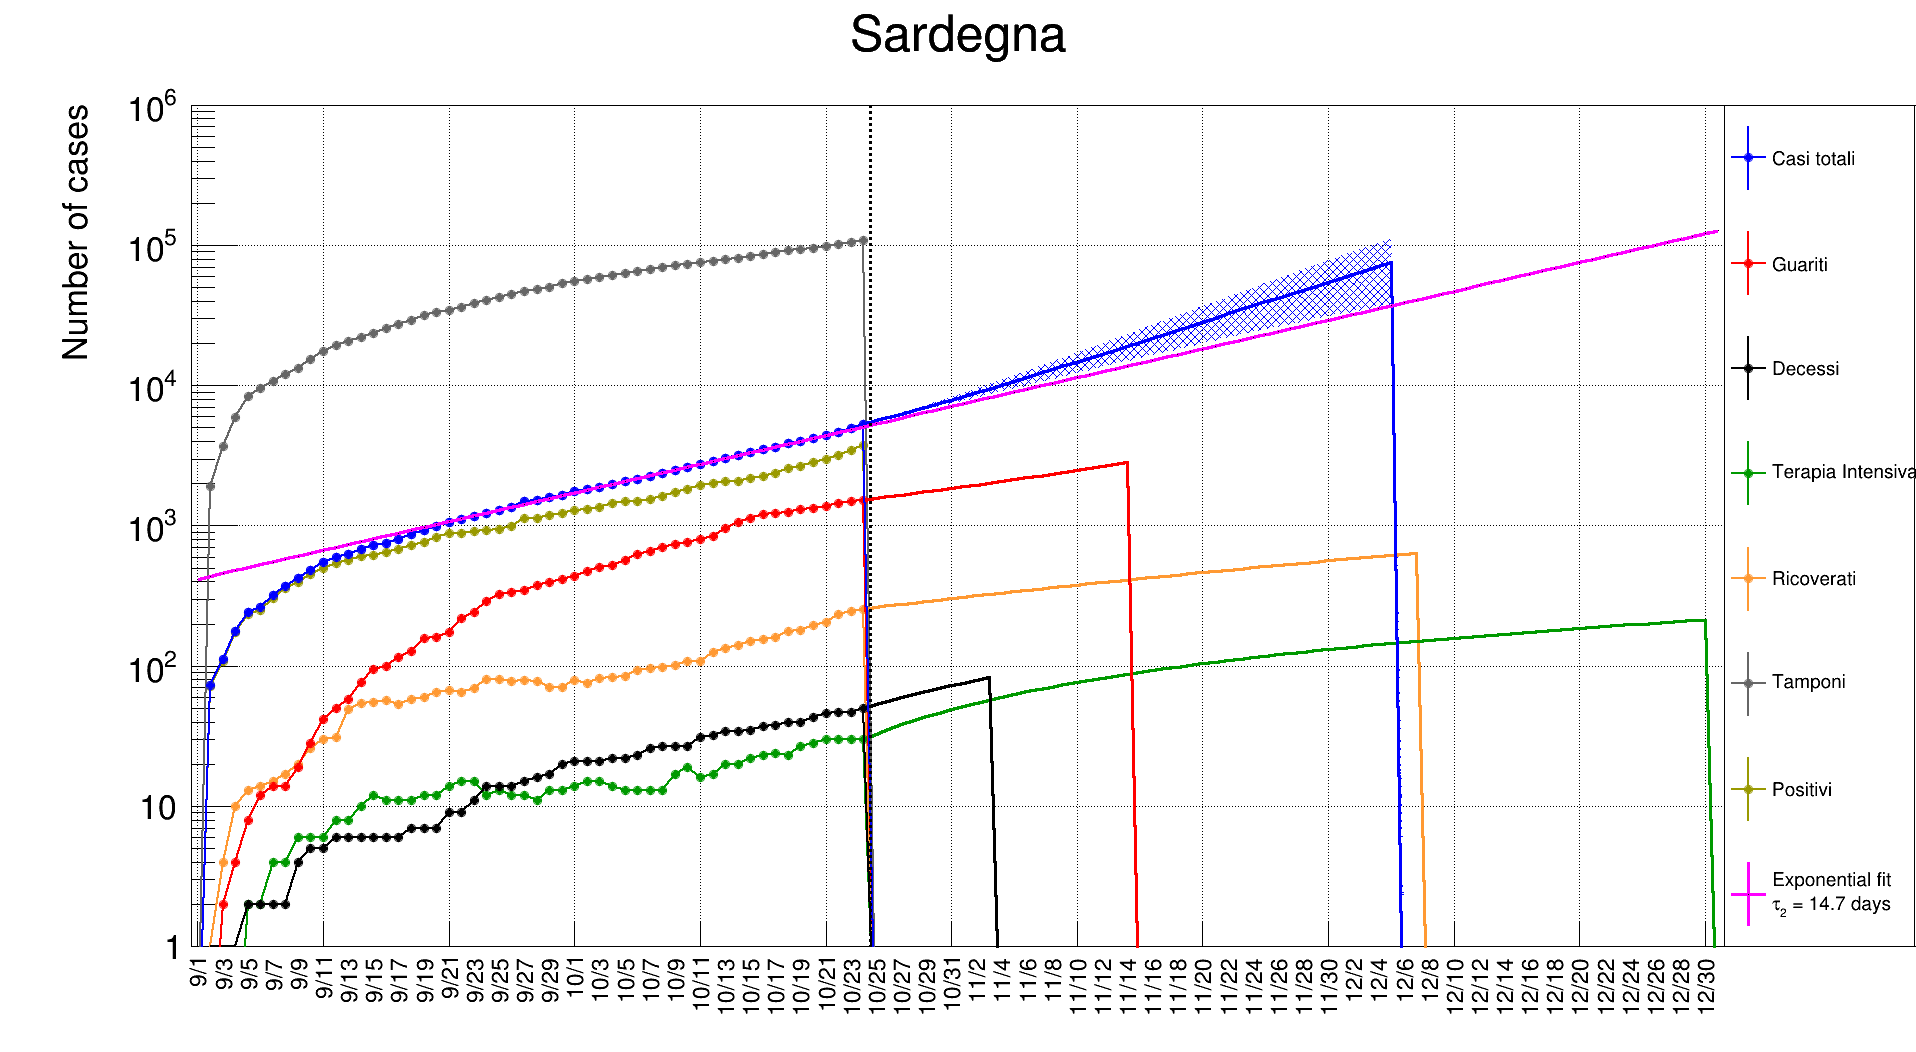 Sardegna
Number of cases
10^6
10^5
10^4
10^3
10^2
10
1
9/1 9/3 9/5 9/7 9/9 9/11 9/13 9/15 9/17 9/19 9/21 9/23 9/25 9/27 9/29 10/1 10/3 10/5 10/7 10/9 10/11 10/13 10/15 10/17 10/19 10/21 10/23 10/25 10/27 10/29 10/31 11/2 11/4 11/6 11/8 11/10 11/12 11/14 11/16 11/18 11/20 11/22 11/24 11/26 11/28 11/30 12/2 12/4 12/6 12/8 12/10 12/12 12/14 12/16 12/18 12/20 12/22 12/24 12/26 12/28 12/30
Casi totali
Guariti
Decessi
Terapia Intensiva
Ricoverati
Tamponi
Positivi
Exponential fit
τ₂ = 14.7 days